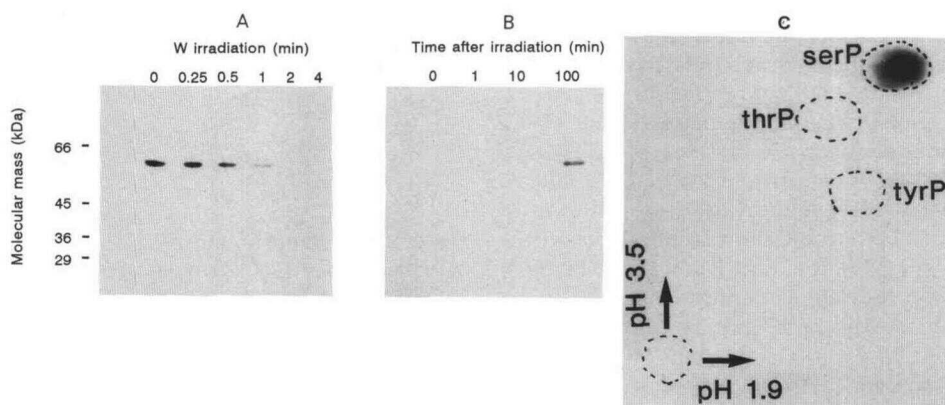 A
W irradiation (min)
0 0.25 0.5 1 2 4
Molecular mass (kDa)
66
45
36
29
B
Time after irradiation (min)
0 1 10 100
C
serP
thrP
tyrP
pH 3.5
pH 1.9